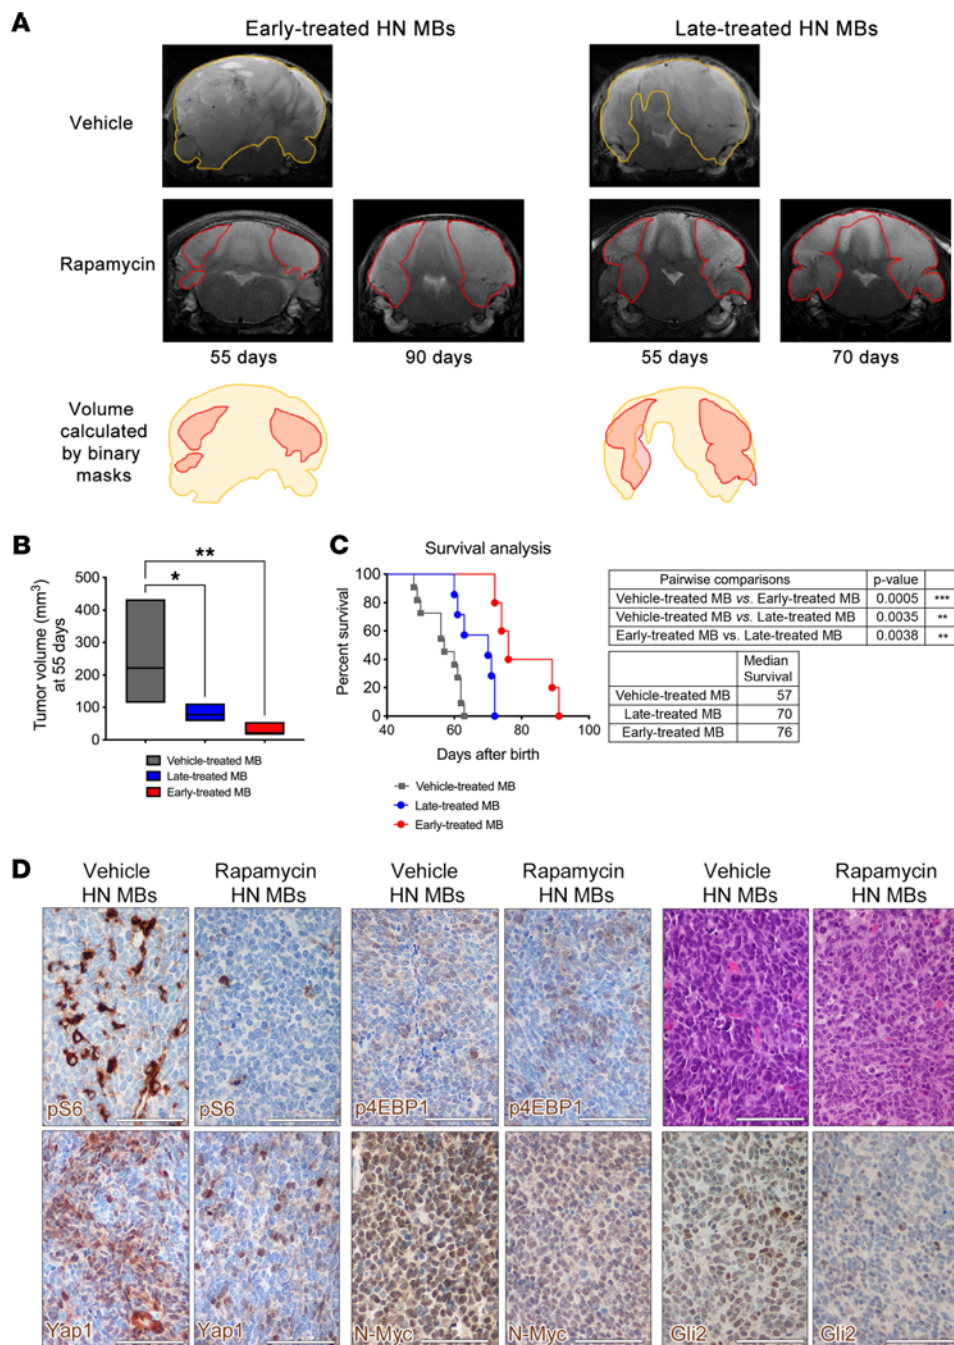 A
Early-treated HN MBs
Late-treated HN MBs
Vehicle
Rapamycin
55 days
90 days
55 days
70 days
Volume
calculated
by binary
masks
B
Tumor volume (mm³)
at 55 days
500
400
300
200
100
0
*
**
Vehicle-treated MB
Late-treated MB
Early-treated MB
C
Survival analysis
Percent survival
100
80
60
40
20
0
40 60 80 100
Days after birth
Vehicle-treated MB
Late-treated MB
Early-treated MB
Pairwise comparisons p-value
Vehicle-treated MB vs. Early-treated MB 0.0005 ***
Vehicle-treated MB vs. Late-treated MB 0.0035 **
Early-treated MB vs. Late-treated MB 0.0038 **
Median
Survival
Vehicle-treated MB 57
Late-treated MB 70
Early-treated MB 76
D
Vehicle
HN MBs
Rapamycin
HN MBs
Vehicle
HN MBs
Rapamycin
HN MBs
Vehicle
HN MBs
Rapamycin
HN MBs
pS6
pS6
p4EBP1
p4EBP1
Yap1
Yap1
N-Myc
N-Myc
Gli2
Gli2